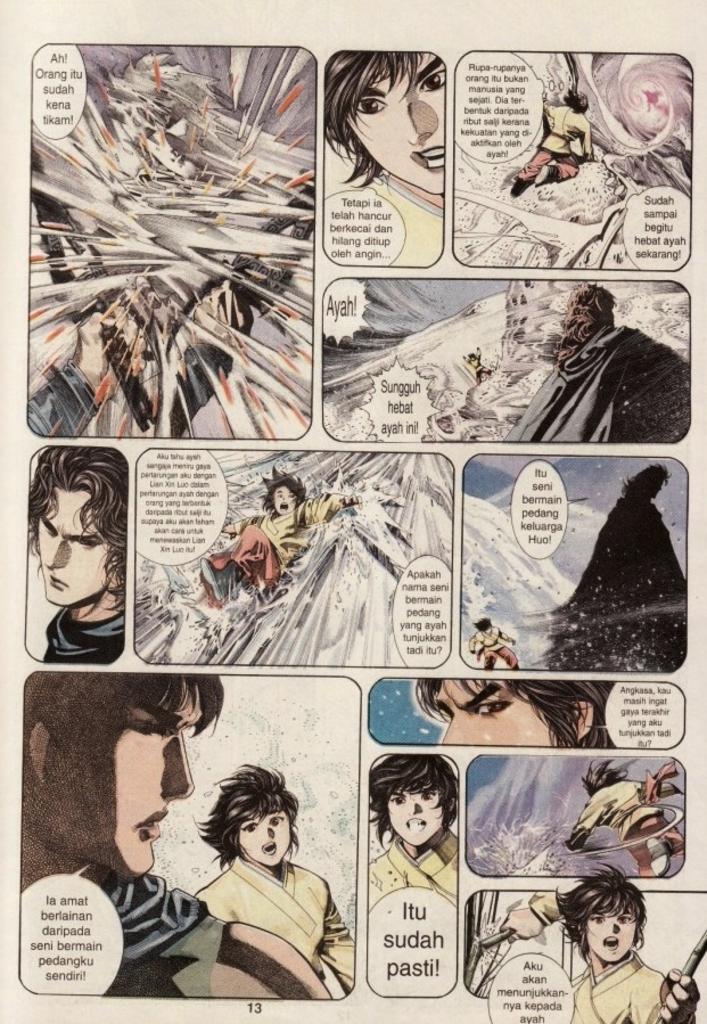 Ah!
Orang itu
sudah
kena
tikam!
Tetapi ia
telah hancur
berkecai dan
hilang ditiup
oleh angin...
Rupa-rupanya
orang itu bukan
manusia yang
sejati. Dia ter-
bentuk daripada
ribut salji kerana
kekuatan yang di-
aktifkan oleh
ayah!
Sudah
sampai
begitu
hebat ayah
sekarang!
Ayah!
Sungguh
hebat
ayah ini!
Aku tahu ayah
sengaja meniru gaya
pertarungan aku dengan
Lian Xin Luo dalam
pertarungan ayah dengan
orang yang terbentuk
daripada ribut salji itu
supaya aku akan faham
akan cara untuk
menewaskan Lian
Xin Luo itu!
Apakah
nama seni
bermain
pedang
yang ayah
tunjukkan
tadi itu?
Itu seni
bermain
pedang
keluarga
Huo!
Ia amat
berlainan
daripada
seni bermain
pedangku
sendiri!
Angkasa, kau
masih ingat
gaya terakhir
yang aku
tunjukkan tadi
itu?
Itu
sudah
pasti!
Aku
akan
menunjukkan-
nya kepada
ayah
13